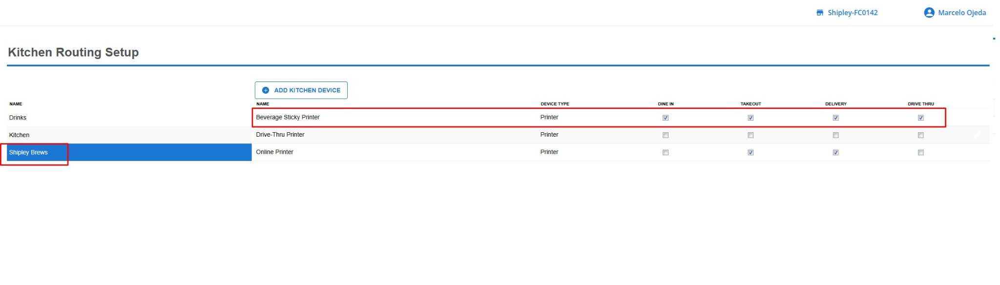 Shipley-FC0142 Marcelo Ojeda
Kitchen Routing Setup
ADD KITCHEN DEVICE
NAME NAME DEVICE TYPE DINE IN TAKEOUT DELIVERY DRIVE THRU
Drinks Beverage Sticky Printer Printer
Kitchen Drive-Thru Printer Printer
Shipley Brews Online Printer Printer